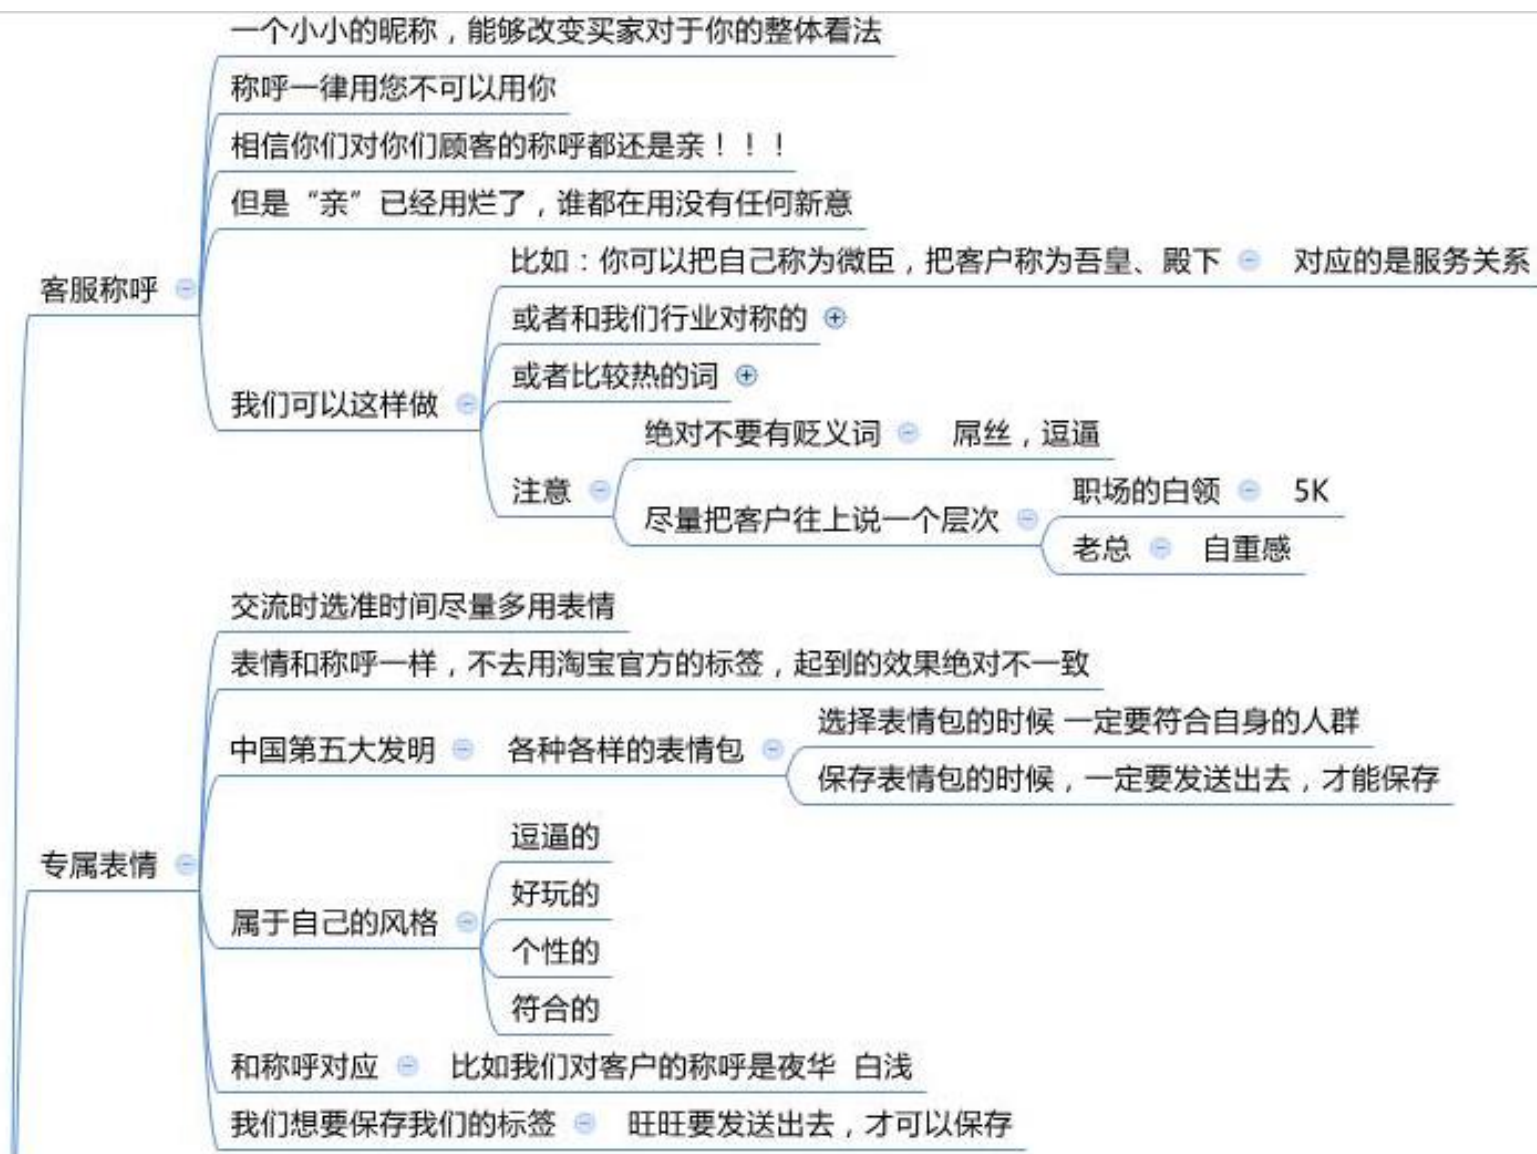 一个小小的昵称，能够改变买家对于你的整体看法
称呼一律用您不可以用你
相信你们对你们顾客的称呼都还是亲！！！
但是“亲”已经用烂了，谁都在用没有任何新意
客服称呼
我们可以这样做
比如：你可以把自己称为微臣，把客户称为吾皇、殿下
对应的是服务关系
或者和我们行业对称的
或者比较热的词
注意
绝对不要有贬义词
屌丝，逗逼
尽量把客户往上说一个层次
职场的白领
5K
老总
自重感
交流时选准时间尽量多用表情
表情和称呼一样，不去用淘宝官方的标签，起到的效果绝对不一致
中国第五大发明
各种各样的表情包
选择表情包的时候 一定要符合自身的人群
保存表情包的时候，一定要发送出去，才能保存
专属表情
属于自己的风格
逗逼的
好玩的
个性的
符合的
和称呼对应
比如我们对客户的称呼是夜华 白浅
我们想要保存我们的标签
旺旺要发送出去，才可以保存